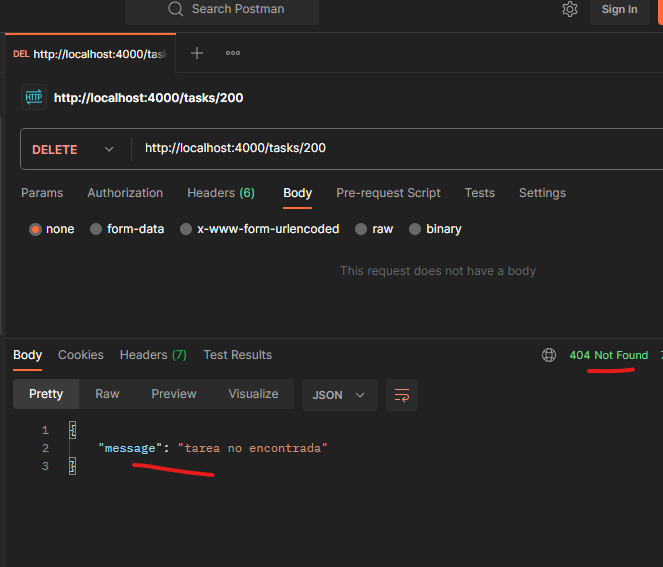 Search Postman
Sign In
DEL http://localhost:4000/tas
HTTP http://localhost:4000/tasks/200
DELETE http://localhost:4000/tasks/200
Params Authorization Headers (6) Body Pre-request Script Tests Settings
none form-data x-www-form-urlencoded raw binary
This request does not have a body
Body Cookies Headers (7) Test Results 404 Not Found
Pretty Raw Preview Visualize JSON
1 {
2 "message": "tarea no encontrada"
3 }